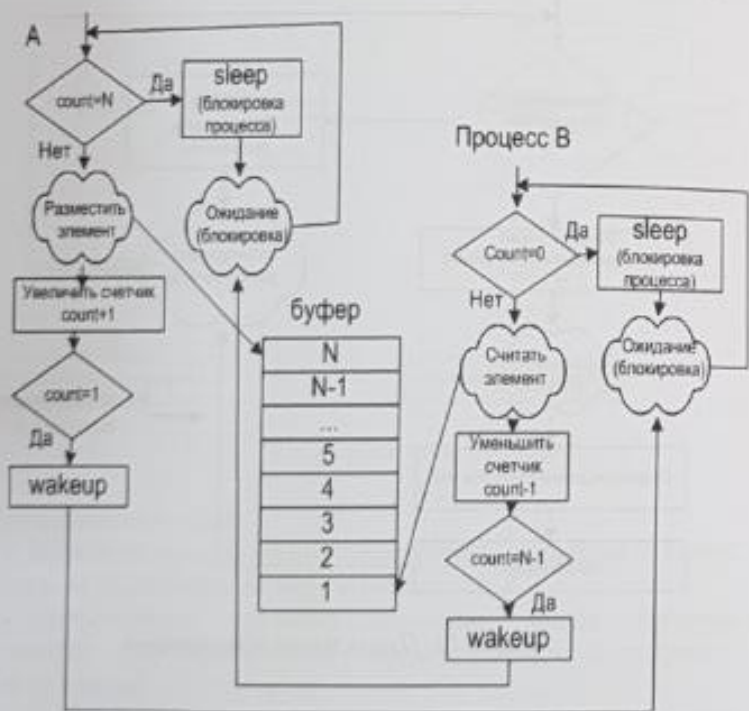 А
count=N
Да
sleep
(блокировка
процесса)
Нет
Разместить
элемент
Ожидание
(блокировка)
Увеличить счетчик
count+1
count=1
Да
wakeup
буфер
N
N-1
...
5
4
3
2
1
Процесс В
Count=0
Да
sleep
(блокировка
процесса)
Нет
Считать
элемент
Ожидание
(блокировка)
Уменьшить
счетчик
count-1
count=N-1
Да
wakeup